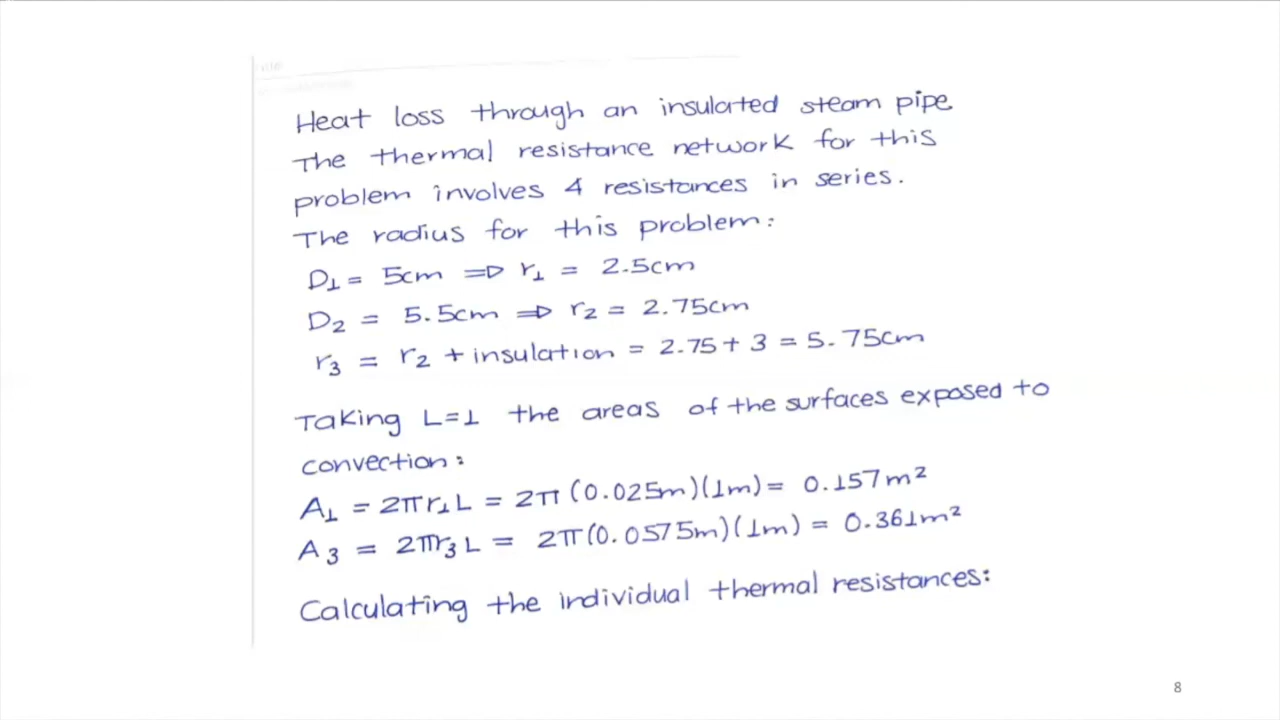 Heat loss through an insulated steam pipe
The thermal resistance network for this
problem involves 4 resistances in series.
The radius for this problem:
D₁ = 5cm ⇒ r₁ = 2.5cm
D₂ = 5.5cm ⇒ r₂ = 2.75cm
r₃ = r₂ + insulation = 2.75 + 3 = 5.75cm
Taking L=1 the areas of the surfaces exposed to
convection:
A₁ = 2πr₁L = 2π (0.025m)(1m) = 0.157m²
A₃ = 2πr₃L = 2π(0.0575m)(1m) = 0.361m²
Calculating the individual thermal resistances:
8